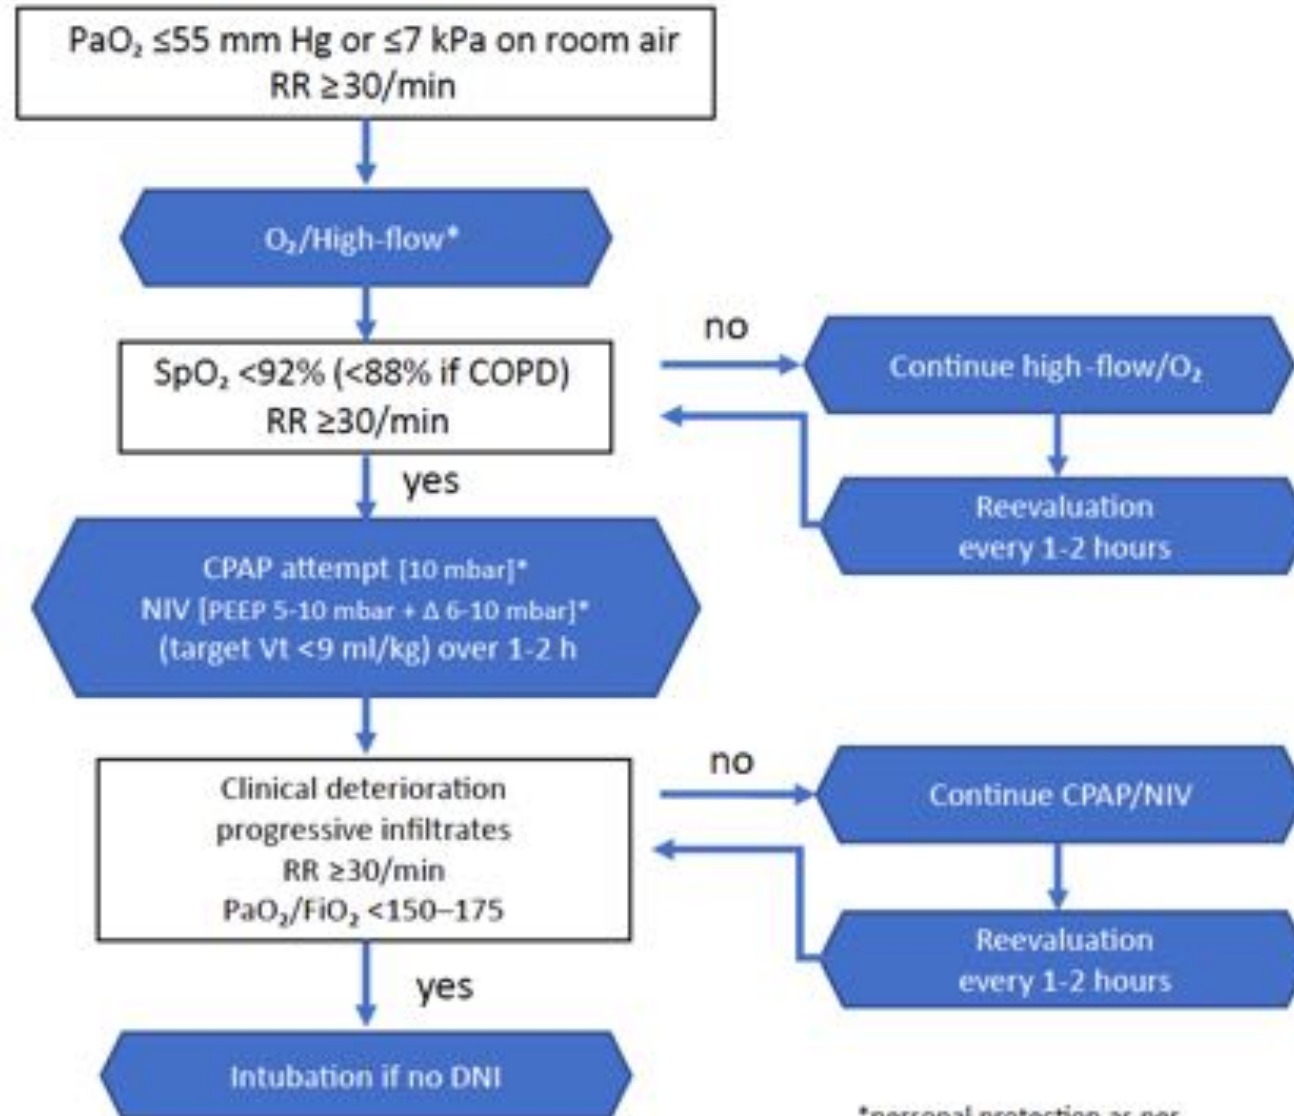 PaO₂ ≤55 mm Hg or ≤7 kPa on room air
RR ≥30/min
O₂/High-flow*
SpO₂ <92% (<88% if COPD)
RR ≥30/min
no
Continue high-flow/O₂
Reevaluation
every 1-2 hours
yes
CPAP attempt [10 mbar]*
NIV [PEEP 5-10 mbar + Δ 6-10 mbar]*
(target Vt <9 ml/kg) over 1-2 h
Clinical deterioration
progressive infiltrates
RR ≥30/min
PaO₂/FiO₂ <150–175
no
Continue CPAP/NIV
Reevaluation
every 1-2 hours
yes
Intubation if no DNI
*personal protection as per